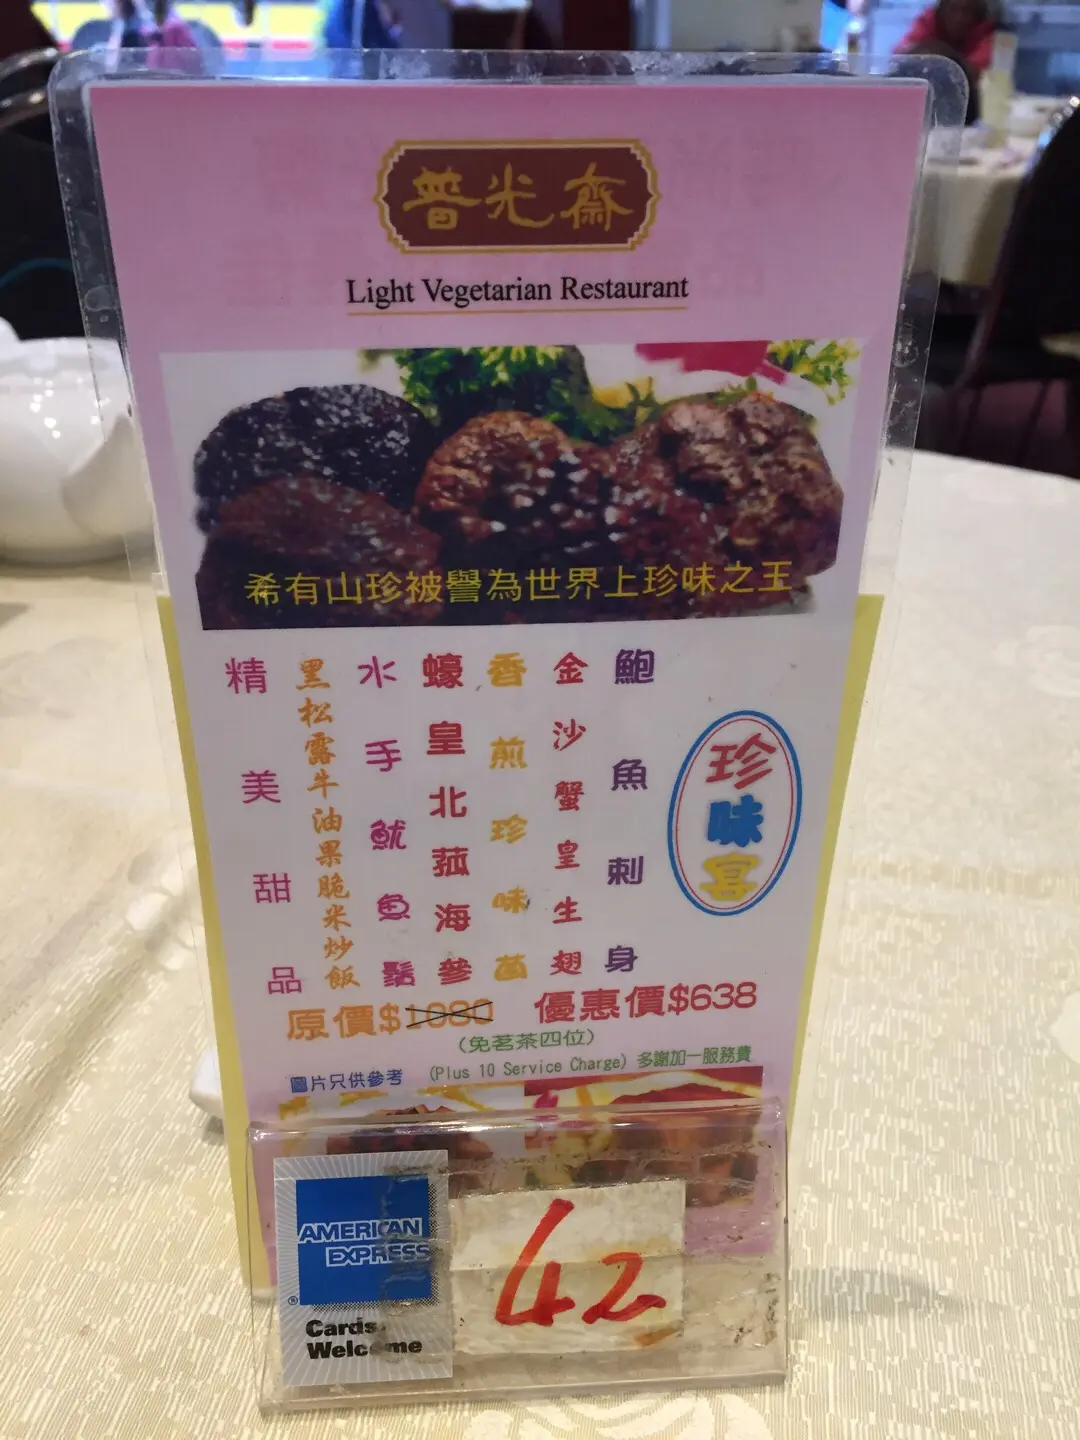 普光齋
Light Vegetarian Restaurant
希有山珍被譽為世界上珍味之王
珍味宴
鮑魚刺身
金沙蟹皇生翅
香煎珍味菌
蠔皇北菰海參
水手魷魚鬚
黑松露牛油果脆米炒飯
精美甜品
原價$1080 優惠價$638
(免茗茶四位)
圖片只供參考 (Plus 10 Service Charge) 多謝加一服務費
AMERICAN
EXPRESS
®
Cards
Welcome
42